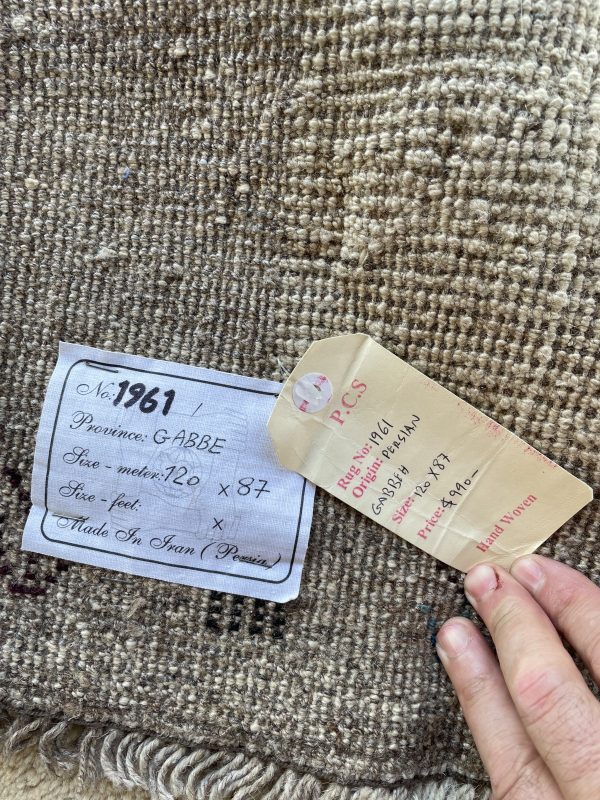 No: 1961 /
Province: GABBE
Size - meter: 120 x 87
Size - feet: x
Made In Iran (Persia)
P.C.S
Rug No: 1961
Origin: PERSIAN
GABBEH
Size: 120 x 87
Price: $ 990-
Hand Woven